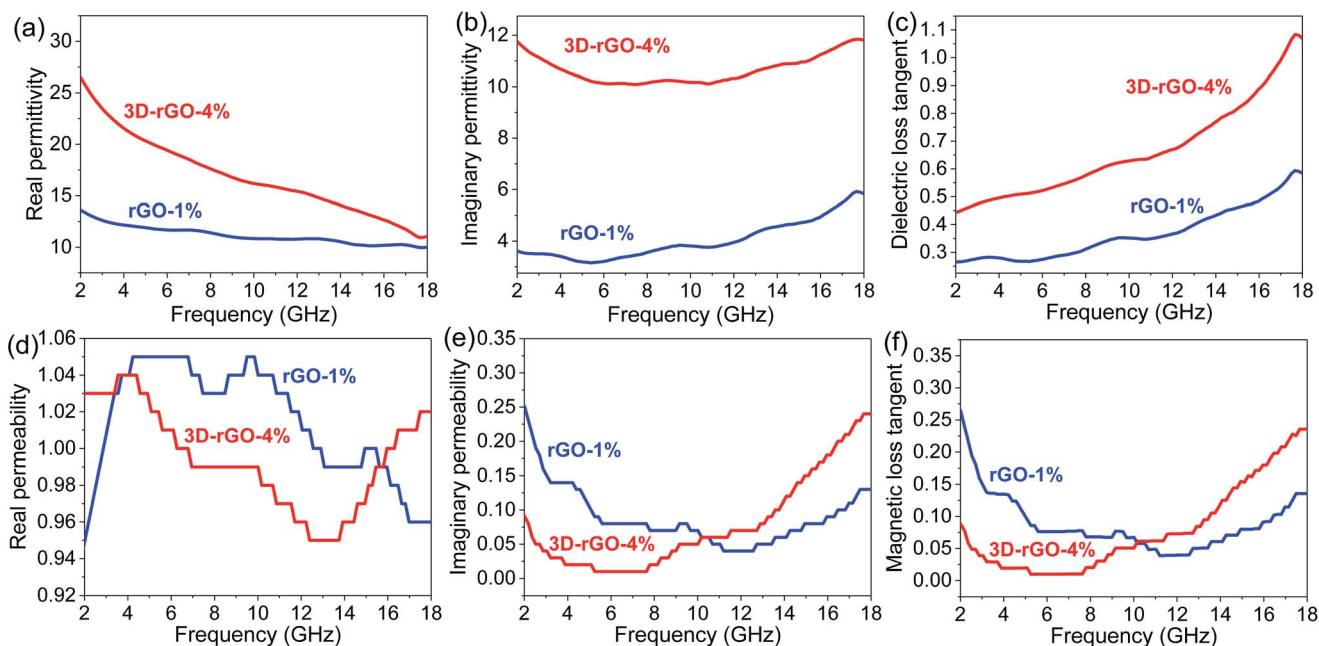 (a)
Real permittivity
30
25
20
15
10
3D-rGO-4%
rGO-1%
2 4 6 8 10 12 14 16 18
Frequency (GHz)
(b)
Imaginary permittivity
12
10
8
6
4
3D-rGO-4%
rGO-1%
2 4 6 8 10 12 14 16 18
Frequency (GHz)
(c)
Dielectric loss tangent
1.1
1.0
0.9
0.8
0.7
0.6
0.5
0.4
0.3
3D-rGO-4%
rGO-1%
2 4 6 8 10 12 14 16 18
Frequency (GHz)
(d)
Real permeability
1.06
1.04
1.02
1.00
0.98
0.96
0.94
0.92
rGO-1%
3D-rGO-4%
2 4 6 8 10 12 14 16 18
Frequency (GHz)
(e)
Imaginary permeability
0.35
0.30
0.25
0.20
0.15
0.10
0.05
0.00
rGO-1%
3D-rGO-4%
2 4 6 8 10 12 14 16 18
Frequency (GHz)
(f)
Magnetic loss tangent
0.35
0.30
0.25
0.20
0.15
0.10
0.05
0.00
rGO-1%
3D-rGO-4%
2 4 6 8 10 12 14 16 18
Frequency (GHz)